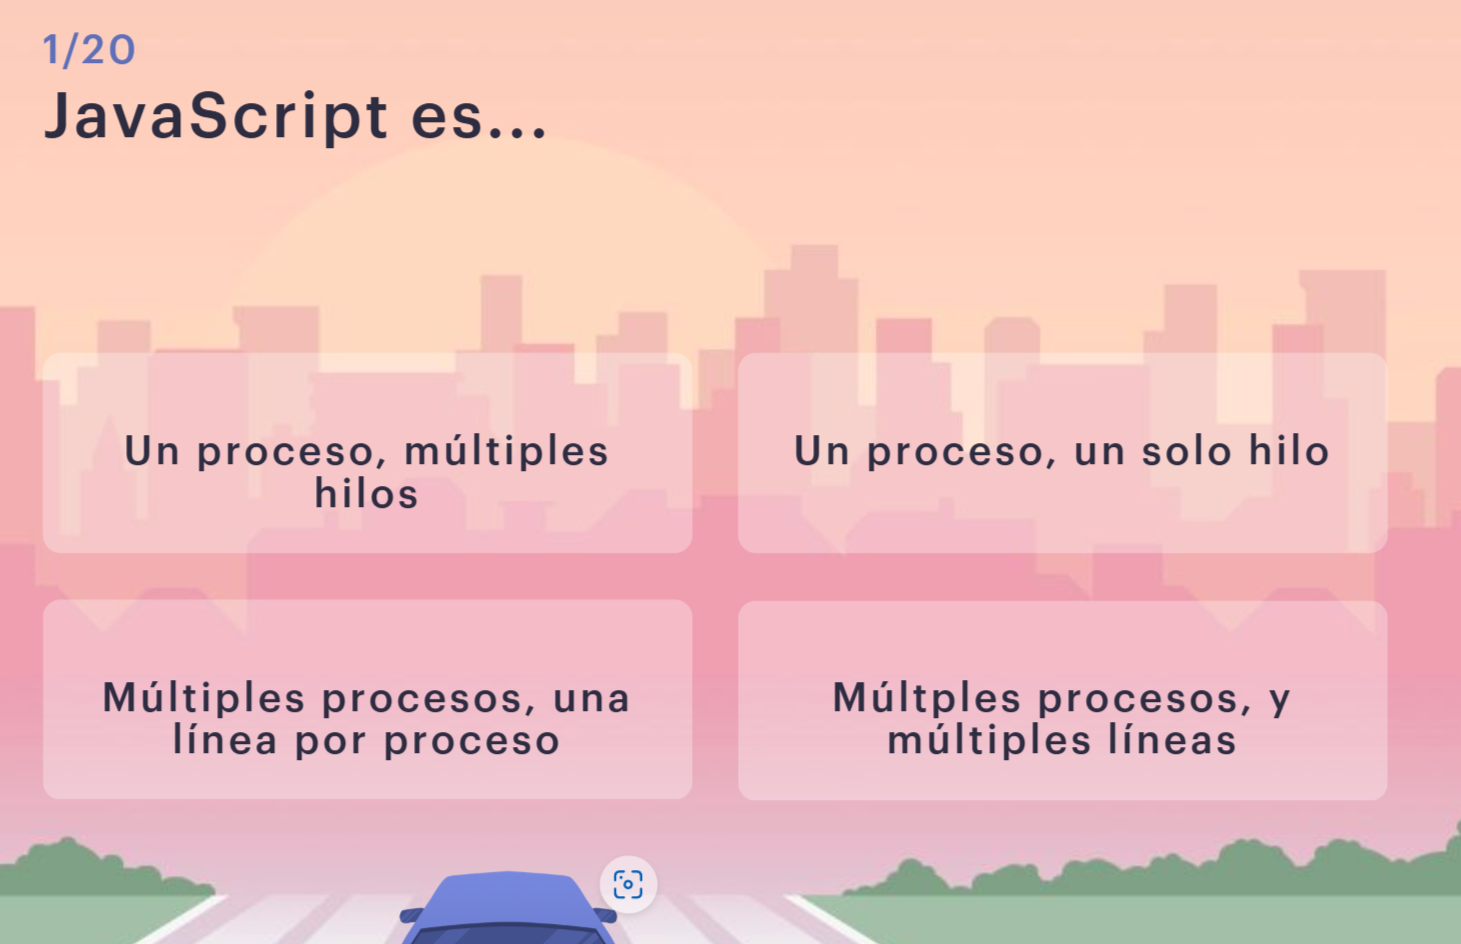 1/20
JavaScript es...
Un proceso, múltiples
hilos
Un proceso, un solo hilo
Múltiples procesos, una
línea por proceso
Múltples procesos, y
múltiples líneas